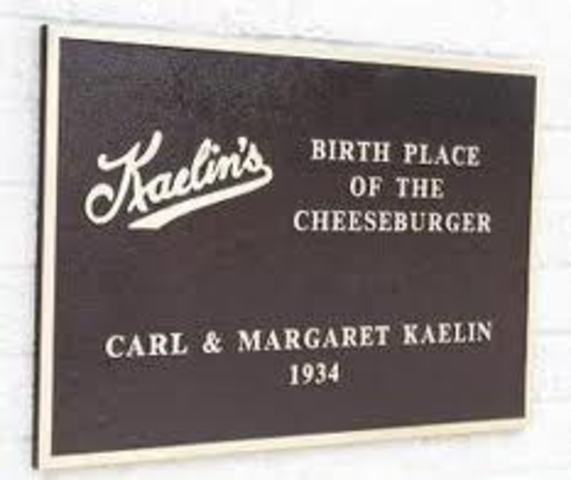 Kaelin's
BIRTH PLACE
OF THE
CHEESEBURGER
CARL & MARGARET KAELIN
1934